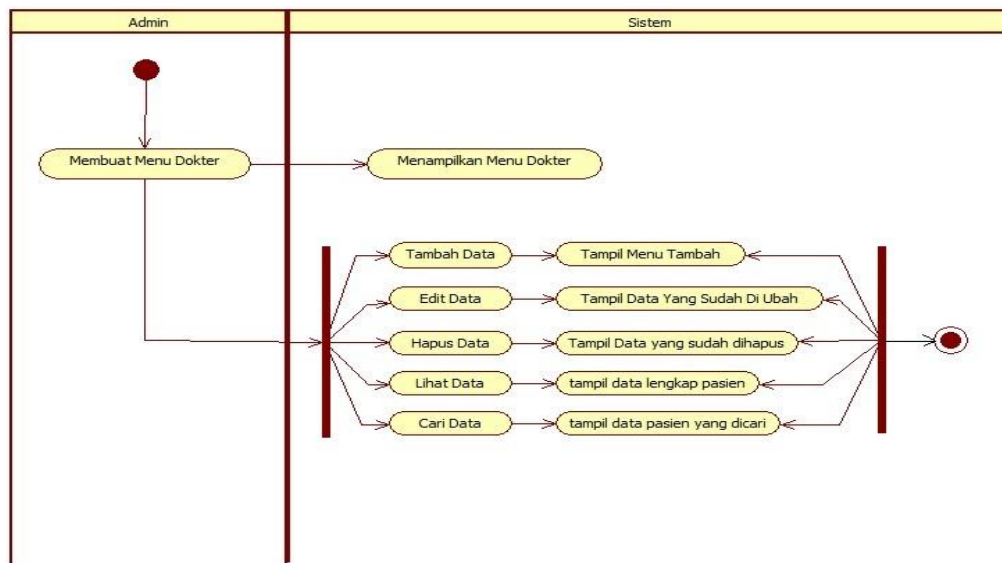 Admin
Sistem
Membuat Menu Dokter
Menampilkan Menu Dokter
Tambah Data
Tampil Menu Tambah
Edit Data
Tampil Data Yang Sudah Di Ubah
Hapus Data
Tampil Data yang sudah dihapus
Lihat Data
tampil data lengkap pasien
Cari Data
tampil data pasien yang dicari